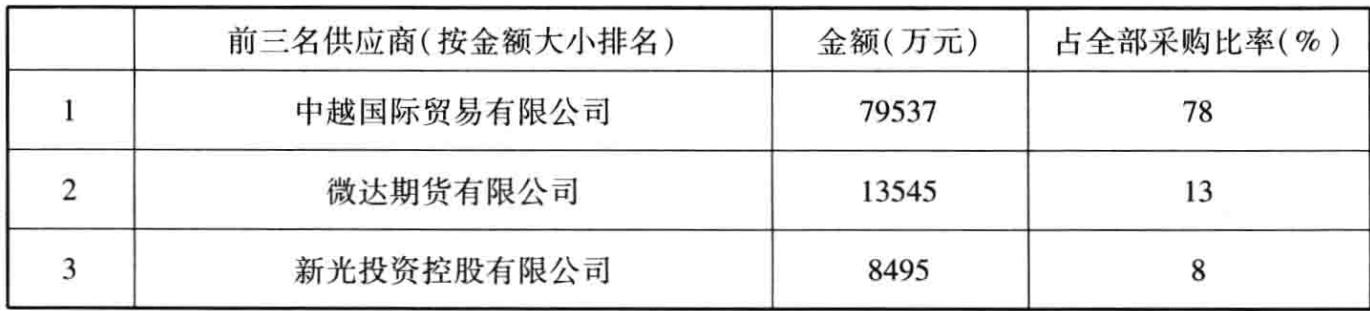 前三名供应商(按金额大小排名) 金额(万元) 占全部采购比率(%)
1 中越国际贸易有限公司 79537 78
2 微达期货有限公司 13545 13
3 新光投资控股有限公司 8495 8